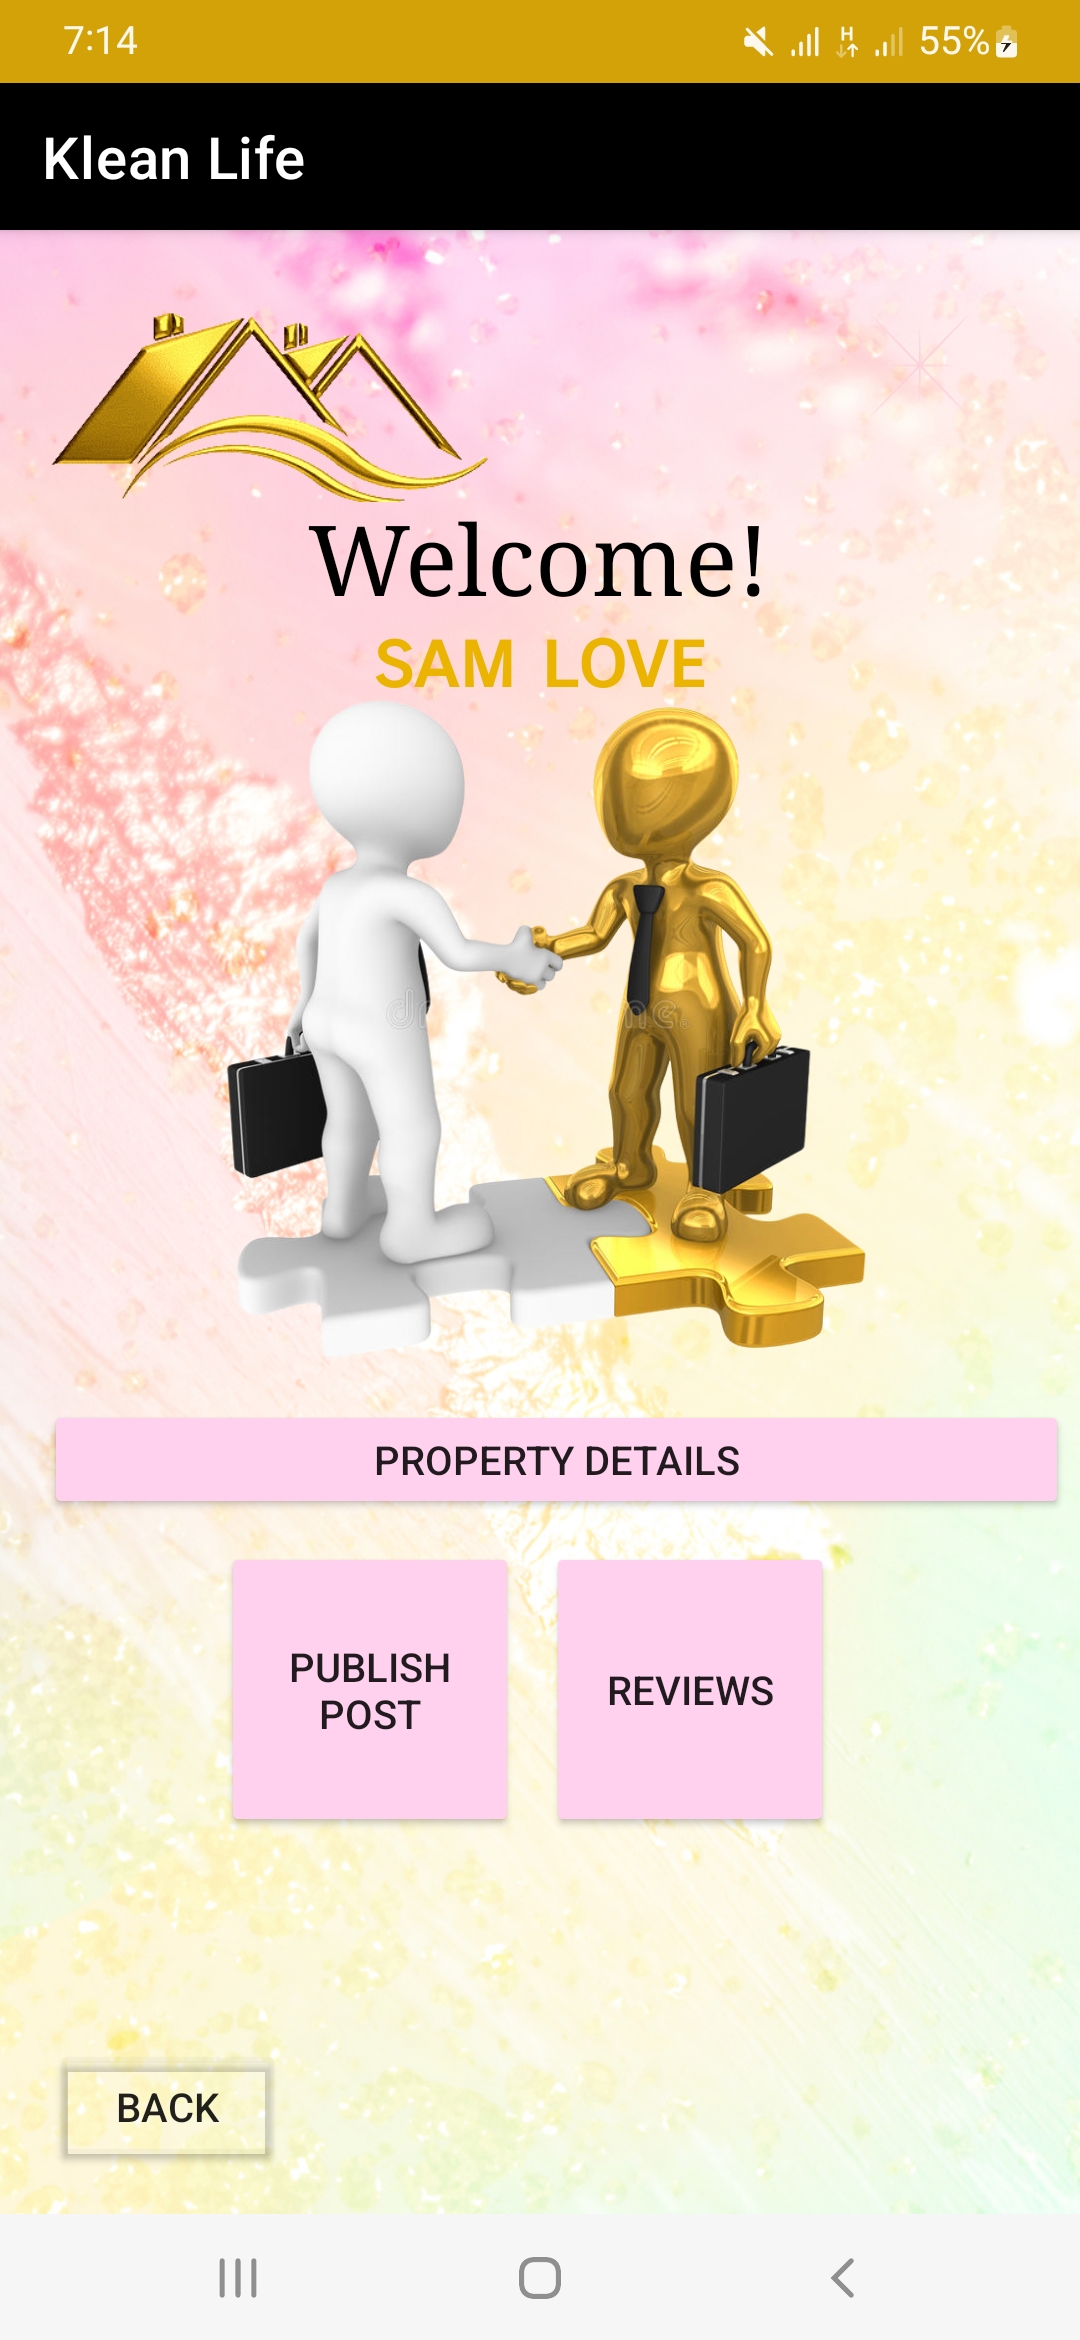 7:14
H
55%
Klean Life
Welcome!
SAM LOVE
PROPERTY DETAILS
PUBLISH
POST
REVIEWS
BACK